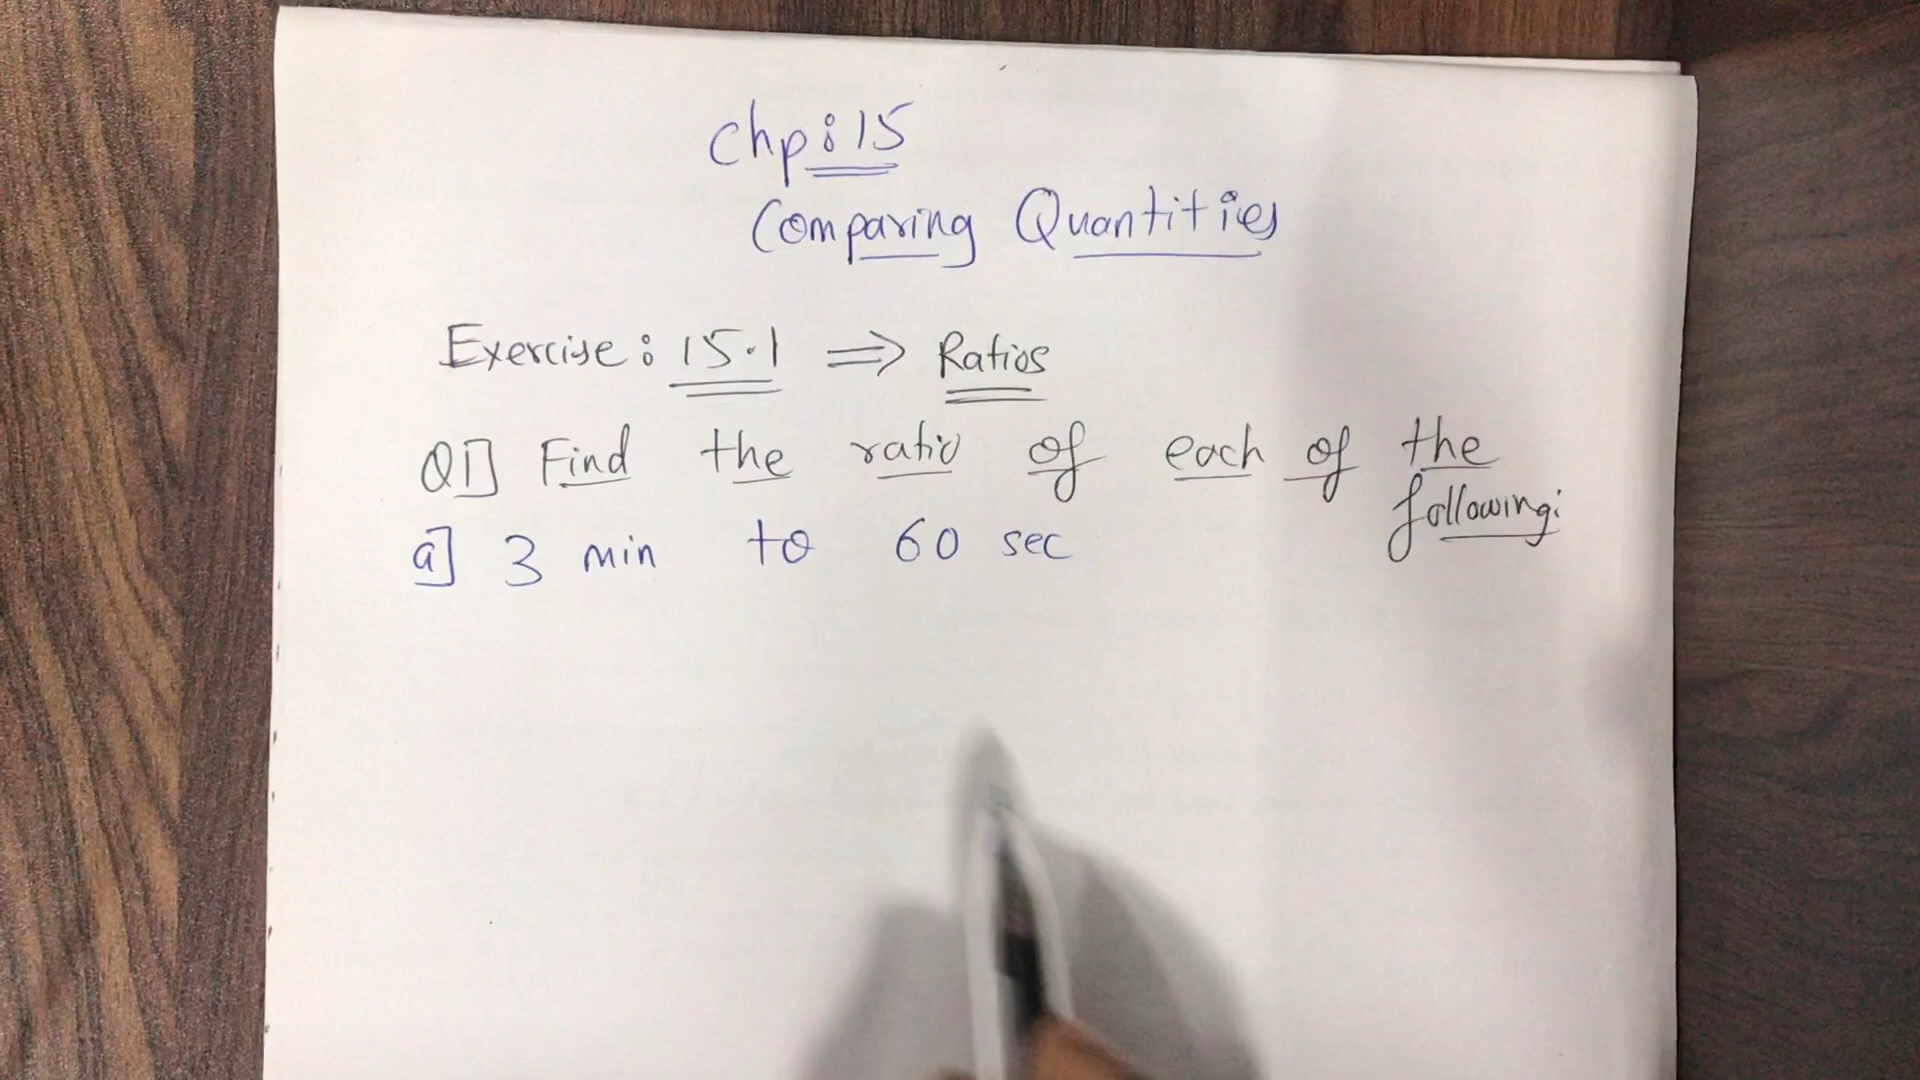 Chp: 15
Comparing Quantities
Exercise: 15.1 ⇒ Ratios
Q1] Find the ratio of each of the
following:
a] 3 min to 60 sec